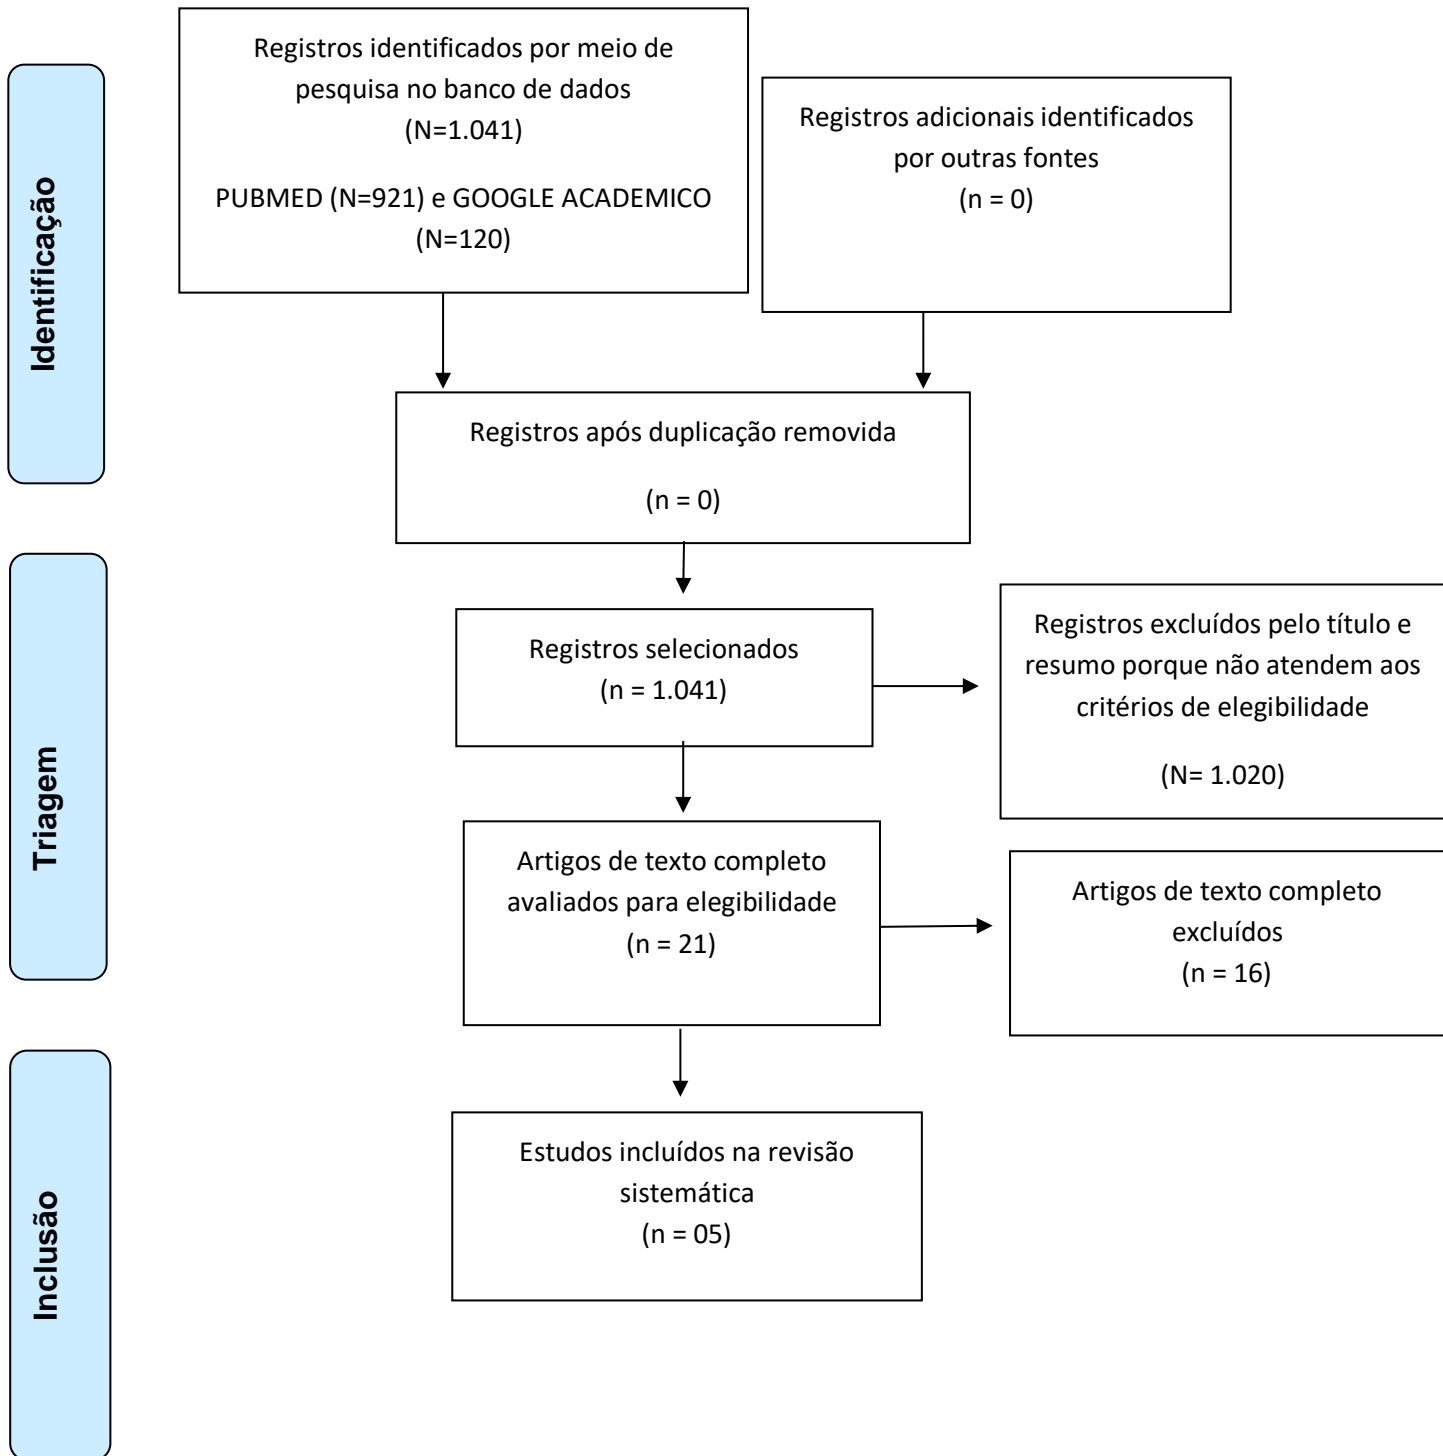 Identificação
Registros identificados por meio de
pesquisa no banco de dados
(N=1.041)
PUBMED (N=921) e GOOGLE ACADEMICO
(N=120)
Registros adicionais identificados
por outras fontes
(n = 0)
Registros após duplicação removida
(n = 0)
Triagem
Registros selecionados
(n = 1.041)
Registros excluídos pelo título e
resumo porque não atendem aos
critérios de elegibilidade
(N= 1.020)
Artigos de texto completo
avaliados para elegibilidade
(n = 21)
Artigos de texto completo
excluídos
(n = 16)
Inclusão
Estudos incluídos na revisão
sistemática
(n = 05)